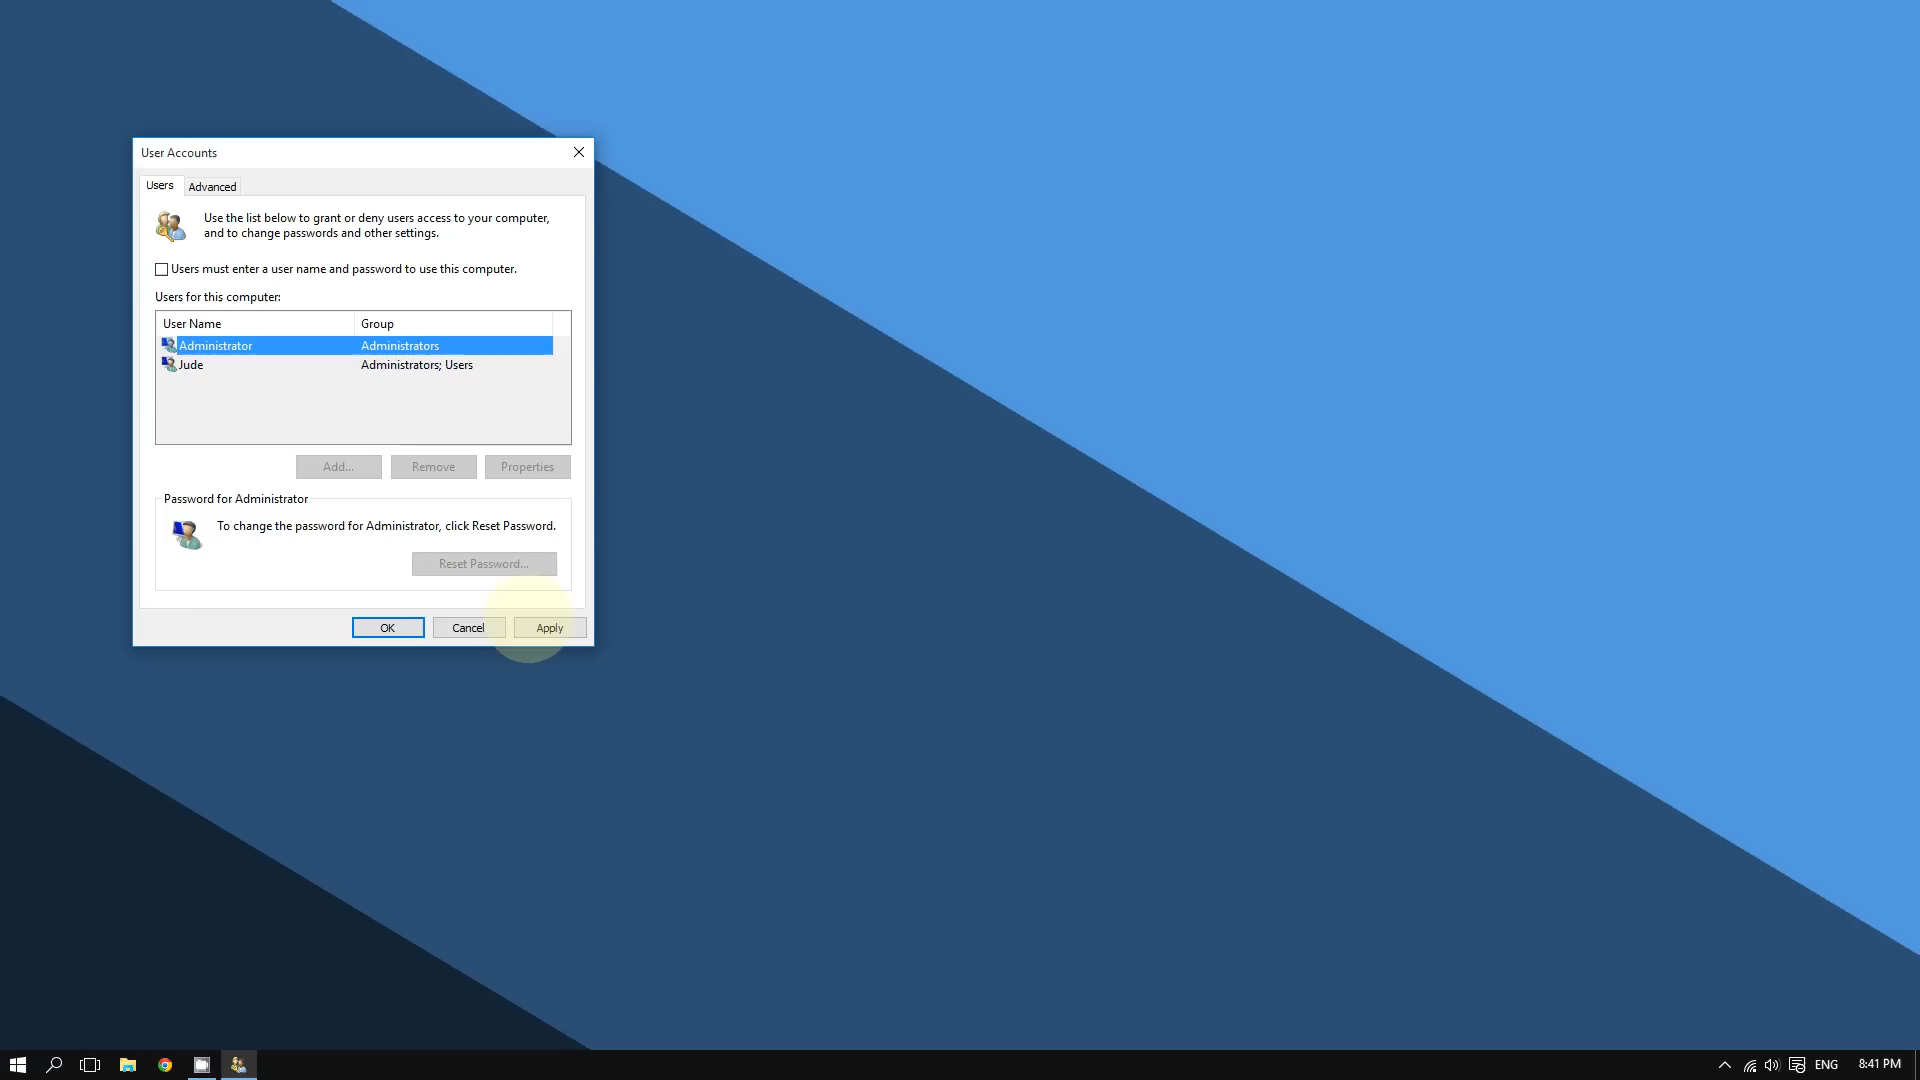 User Accounts
Users
Advanced
Use the list below to grant or deny users access to your computer,
and to change passwords and other settings.
Users must enter a user name and password to use this computer.
Users for this computer:
User Name Group
Administrator Administrators
Jude Administrators; Users
Add... Remove Properties
Password for Administrator
To change the password for Administrator, click Reset Password.
Reset Password...
OK Cancel Apply
ENG 8:41 PM